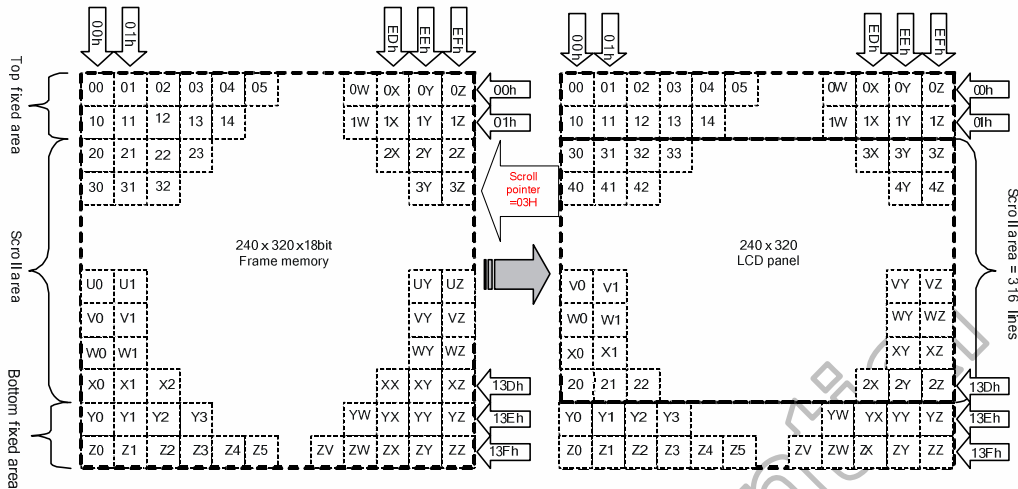 00h 01h EDh EEh EFh 00h 01h EDh EEh EFh
Top fixed area
00 01 02 03 04 05 0W 0X 0Y 0Z 00h 00 01 02 03 04 05 0W 0X 0Y 0Z 00h
10 11 12 13 14 1W 1X 1Y 1Z 01h 10 11 12 13 14 1W 1X 1Y 1Z 01h
20 21 22 23 2X 2Y 2Z 30 31 32 33 3X 3Y 3Z
30 31 32 3Y 3Z 40 41 42 4Y 4Z
Scroll
pointer
=03H
Scroll area
240 x 320 x18bit
Frame memory
240 x 320
LCD panel
Scroll area = 316 lines
U0 U1 UY UZ V0 V1 VY VZ
V0 V1 VY VZ W0 W1 WY WZ
W0 W1 WY WZ X0 X1 XY XZ
X0 X1 X2 XX XY XZ 13Dh 20 21 22 2X 2Y 2Z 13Dh
Bottom fixed area
Y0 Y1 Y2 Y3 YW YX YY YZ 13Eh Y0 Y1 Y2 Y3 YW YX YY YZ 13Eh
Z0 Z1 Z2 Z3 Z4 Z5 ZV ZW ZX ZY ZZ 13Fh Z0 Z1 Z2 Z3 Z4 Z5 ZV ZW ZX ZY ZZ 13Fh